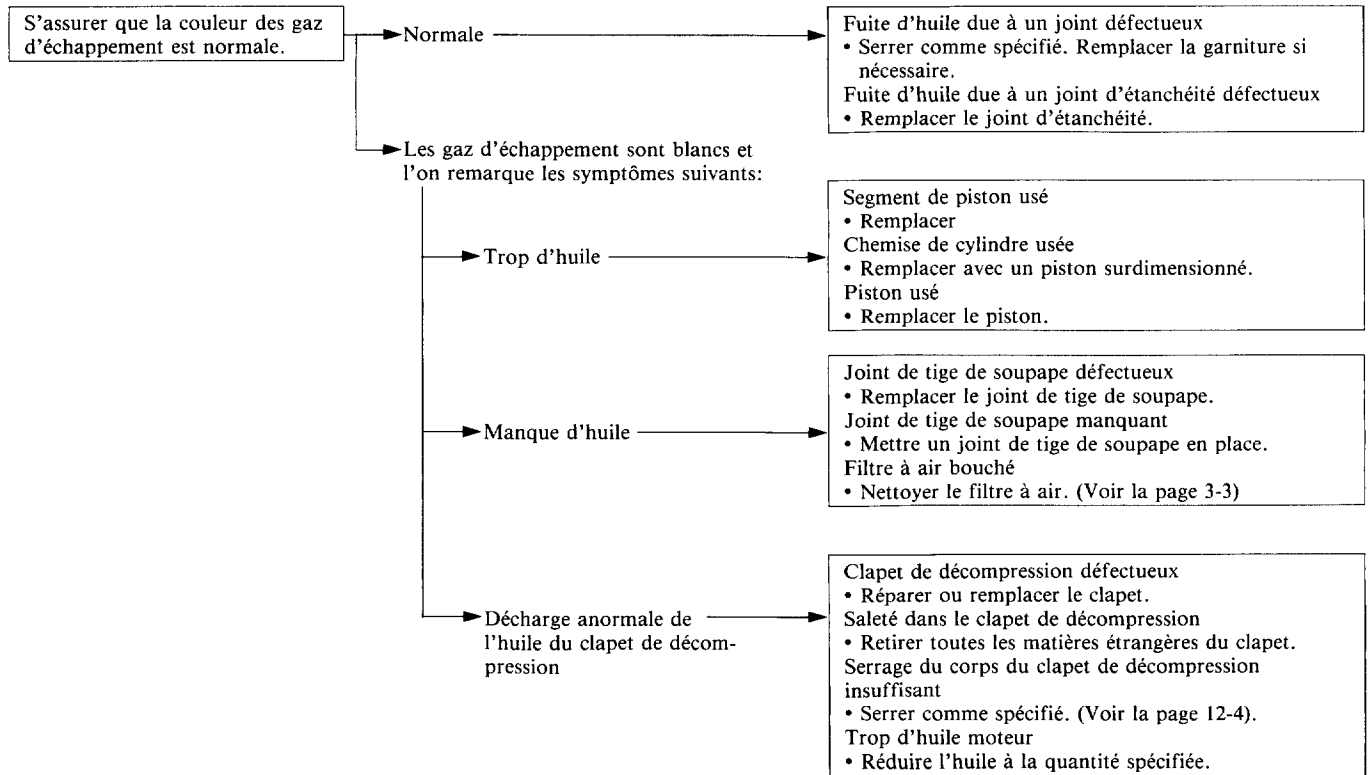 S'assurer que la couleur des gaz
d'échappement est normale.
Normale
Fuite d'huile due à un joint défectueux
• Serrer comme spécifié. Remplacer la garniture si
nécessaire.
Fuite d'huile due à un joint d'étanchéité défectueux
• Remplacer le joint d'étanchéité.
Les gaz d'échappement sont blancs et
l'on remarque les symptômes suivants:
Trop d'huile
Segment de piston usé
• Remplacer
Chemise de cylindre usée
• Remplacer avec un piston surdimensionné.
Piston usé
• Remplacer le piston.
Manque d'huile
Joint de tige de soupape défectueux
• Remplacer le joint de tige de soupape.
Joint de tige de soupape manquant
• Mettre un joint de tige de soupape en place.
Filtre à air bouché
• Nettoyer le filtre à air. (Voir la page 3-3)
Décharge anormale de
l'huile du clapet de décom-
pression
Clapet de décompression défectueux
• Réparer ou remplacer le clapet.
Saleté dans le clapet de décompression
• Retirer toutes les matières étrangères du clapet.
Serrage du corps du clapet de décompression
insuffisant
• Serrer comme spécifié. (Voir la page 12-4).
Trop d'huile moteur
• Réduire l'huile à la quantité spécifiée.